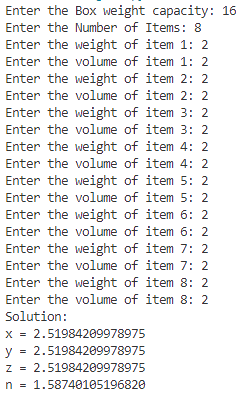 Enter the Box weight capacity: 16
Enter the Number of Items: 8
Enter the weight of item 1: 2
Enter the volume of item 1: 2
Enter the weight of item 2: 2
Enter the volume of item 2: 2
Enter the weight of item 3: 2
Enter the volume of item 3: 2
Enter the weight of item 4: 2
Enter the volume of item 4: 2
Enter the weight of item 5: 2
Enter the volume of item 5: 2
Enter the weight of item 6: 2
Enter the volume of item 6: 2
Enter the weight of item 7: 2
Enter the volume of item 7: 2
Enter the weight of item 8: 2
Enter the volume of item 8: 2
Solution:
x = 2.51984209978975
y = 2.51984209978975
z = 2.51984209978975
n = 1.58740105196820